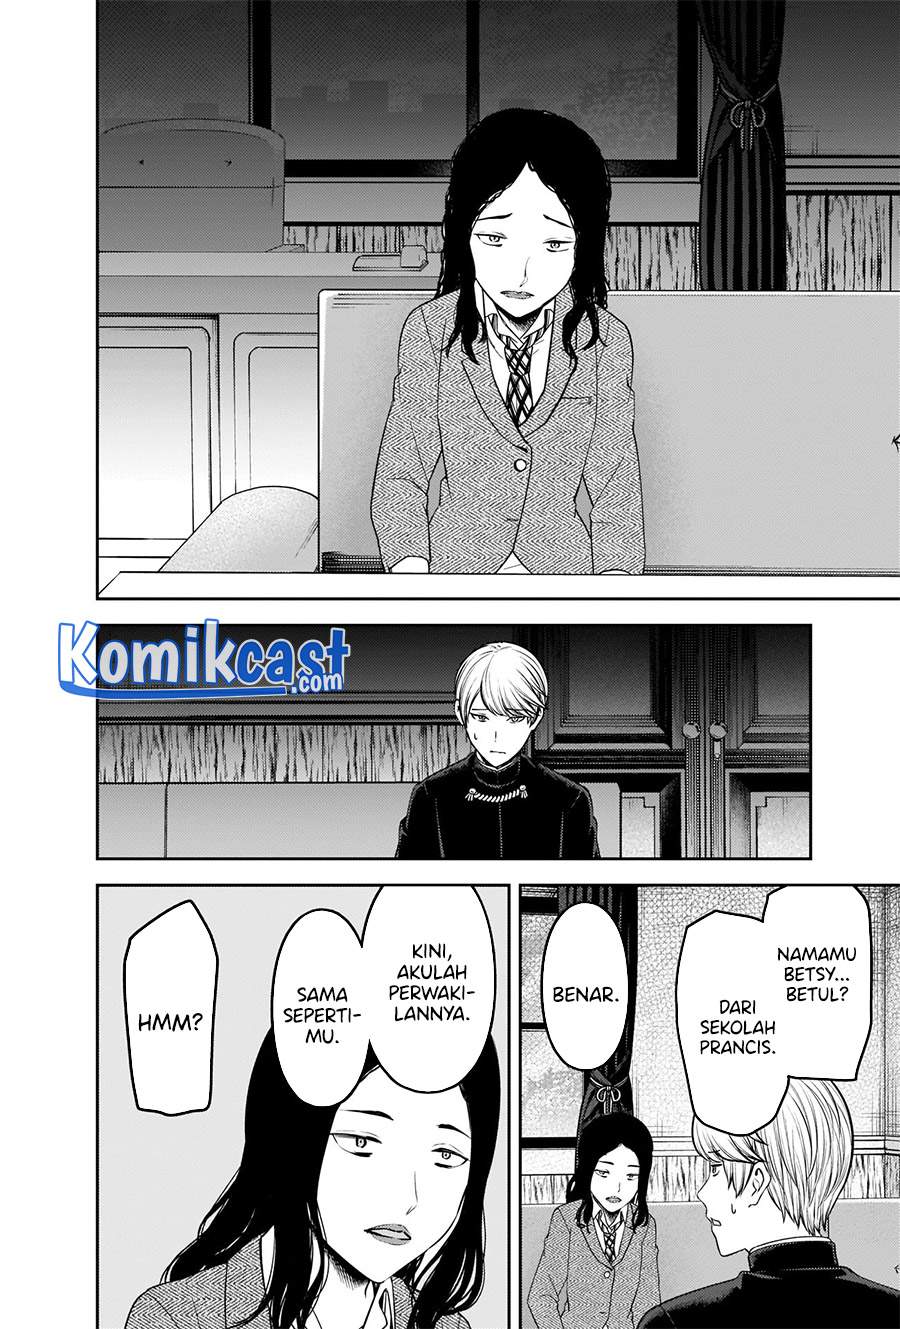 Komikcast
.com
NAMAMU
BETSY...
BETUL?
DARI
SEKOLAH
PRANCIS.
BENAR.
KINI,
AKULAH
PERWAKI-
LANNYA.
SAMA
SEPERTI-
MU.
HMM?